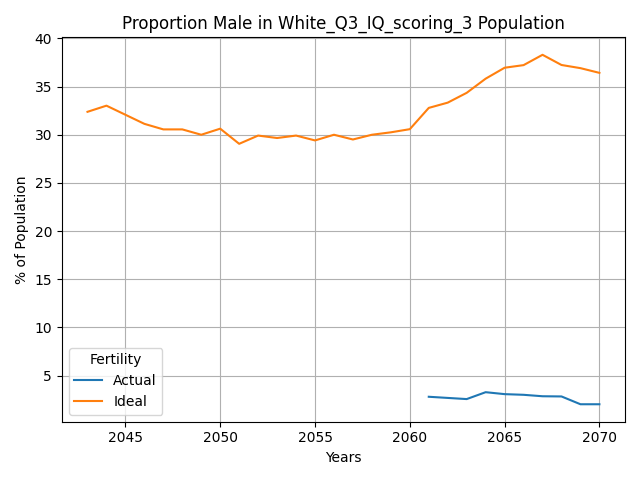 Proportion Male in White_Q3_IQ_scoring_3 Population
40
35
30
25
20
15
10
5
% of Population
Fertility
Actual
Ideal
2045 2050 2055 2060 2065 2070
Years